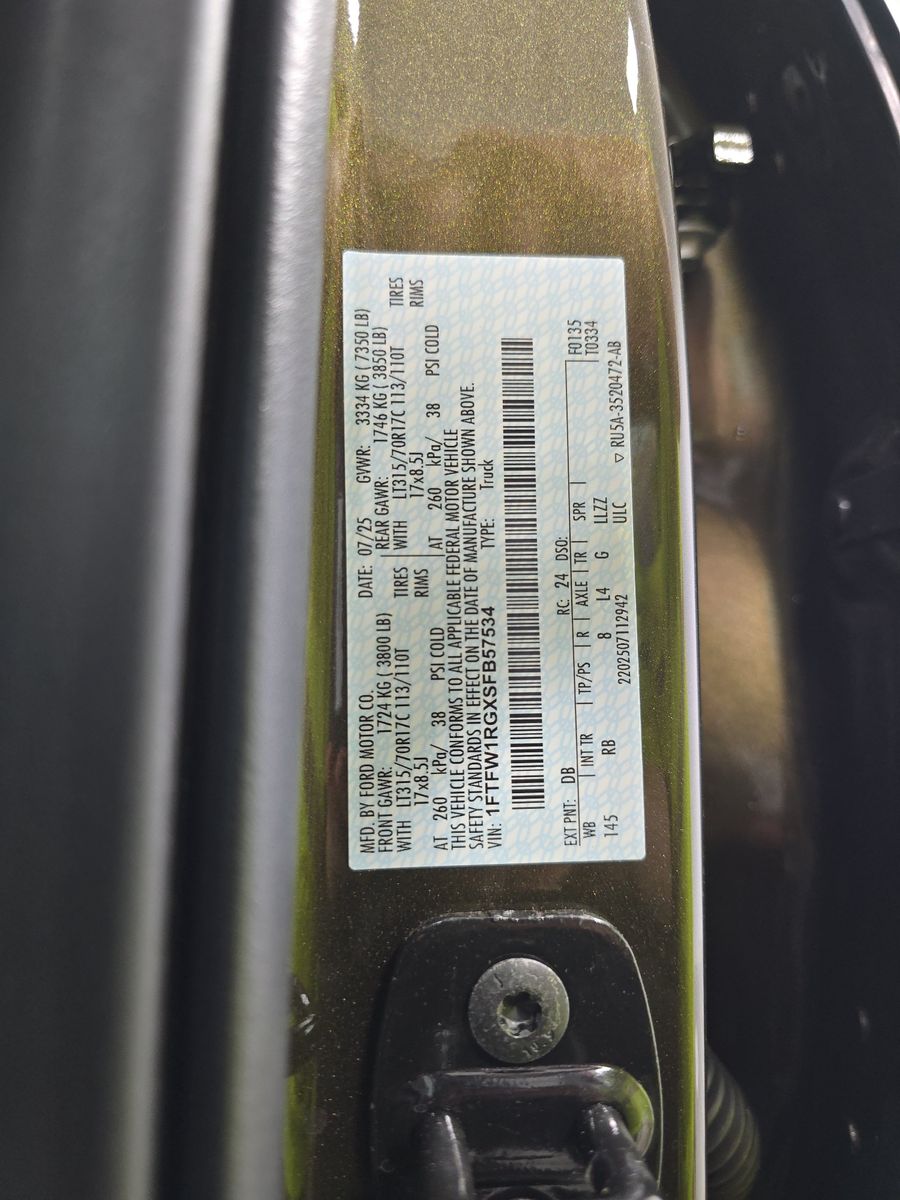 MFD. BY FORD MOTOR CO.
DATE: 07/25 GVWR: 3334 KG ( 7350 LB)
FRONT GAWR: 1724 KG ( 3800 LB) REAR GAWR: 1746 KG ( 3850 LB)
WITH LT315/70R17C 113/110T TIRES WITH LT315/70R17C 113/110T TIRES
17x8.5J RIMS 17x8.5J RIMS
AT 260 kPa/ 38 PSI COLD AT 260 kPa/ 38 PSI COLD
THIS VEHICLE CONFORMS TO ALL APPLICABLE FEDERAL MOTOR VEHICLE
SAFETY STANDARDS IN EFFECT ON THE DATE OF MANUFACTURE SHOWN ABOVE.
VIN: 1FTFW1RGXSFB57534 TYPE: Truck
EXT PNT: DB RC: 24 DSO: F0135
WB INT TR TP/PS R AXLE TR SPR T0334
145 RB 8 L4 G LLZZ
2202507112942 ULC ▽ RU5A-3520472-AB